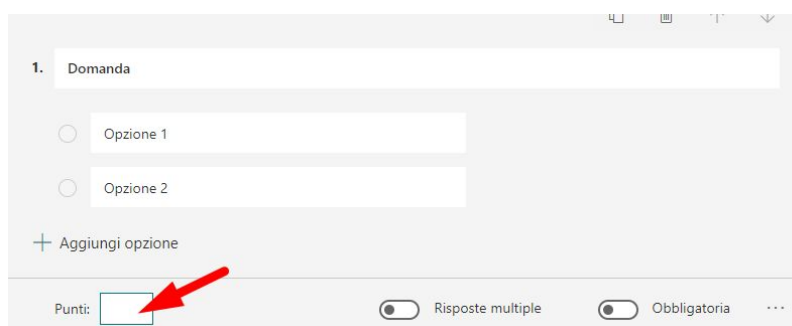 1. Domanda
Opzione 1
Opzione 2
Aggiungi opzione
Punti: Risposte multiple Obbligatoria